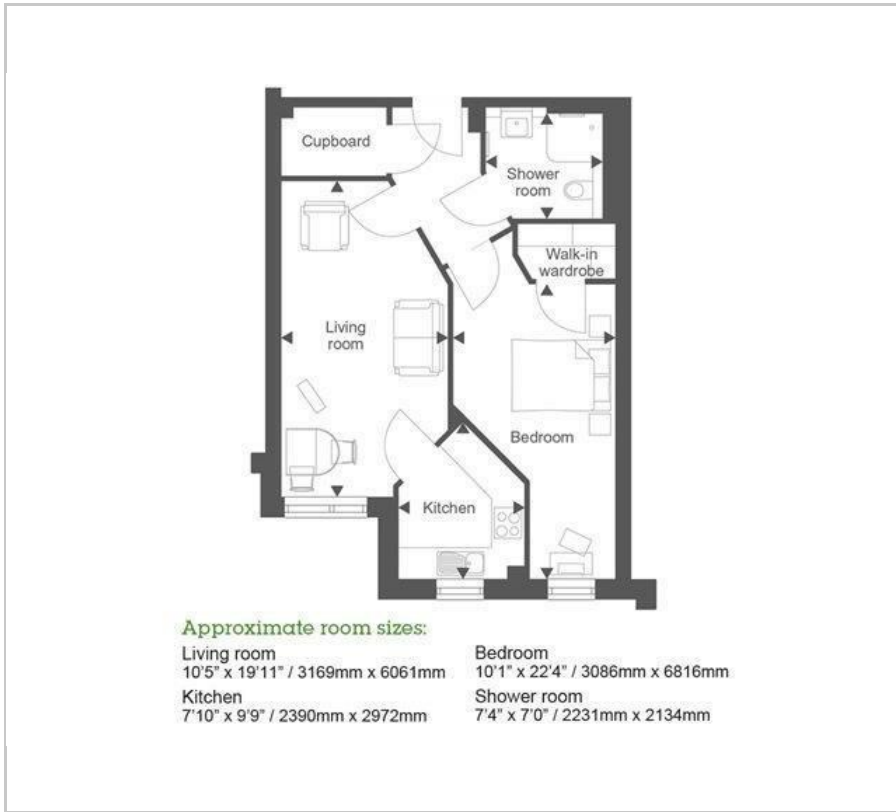 Cupboard
Shower
room
Walk-in
wardrobe
Living
room
Bedroom
Kitchen
Approximate room sizes:
Living room
10'5" x 19'11" / 3169mm x 6061mm
Kitchen
7'10" x 9'9" / 2390mm x 2972mm
Bedroom
10'1" x 22'4" / 3086mm x 6816mm
Shower room
7'4" x 7'0" / 2231mm x 2134mm